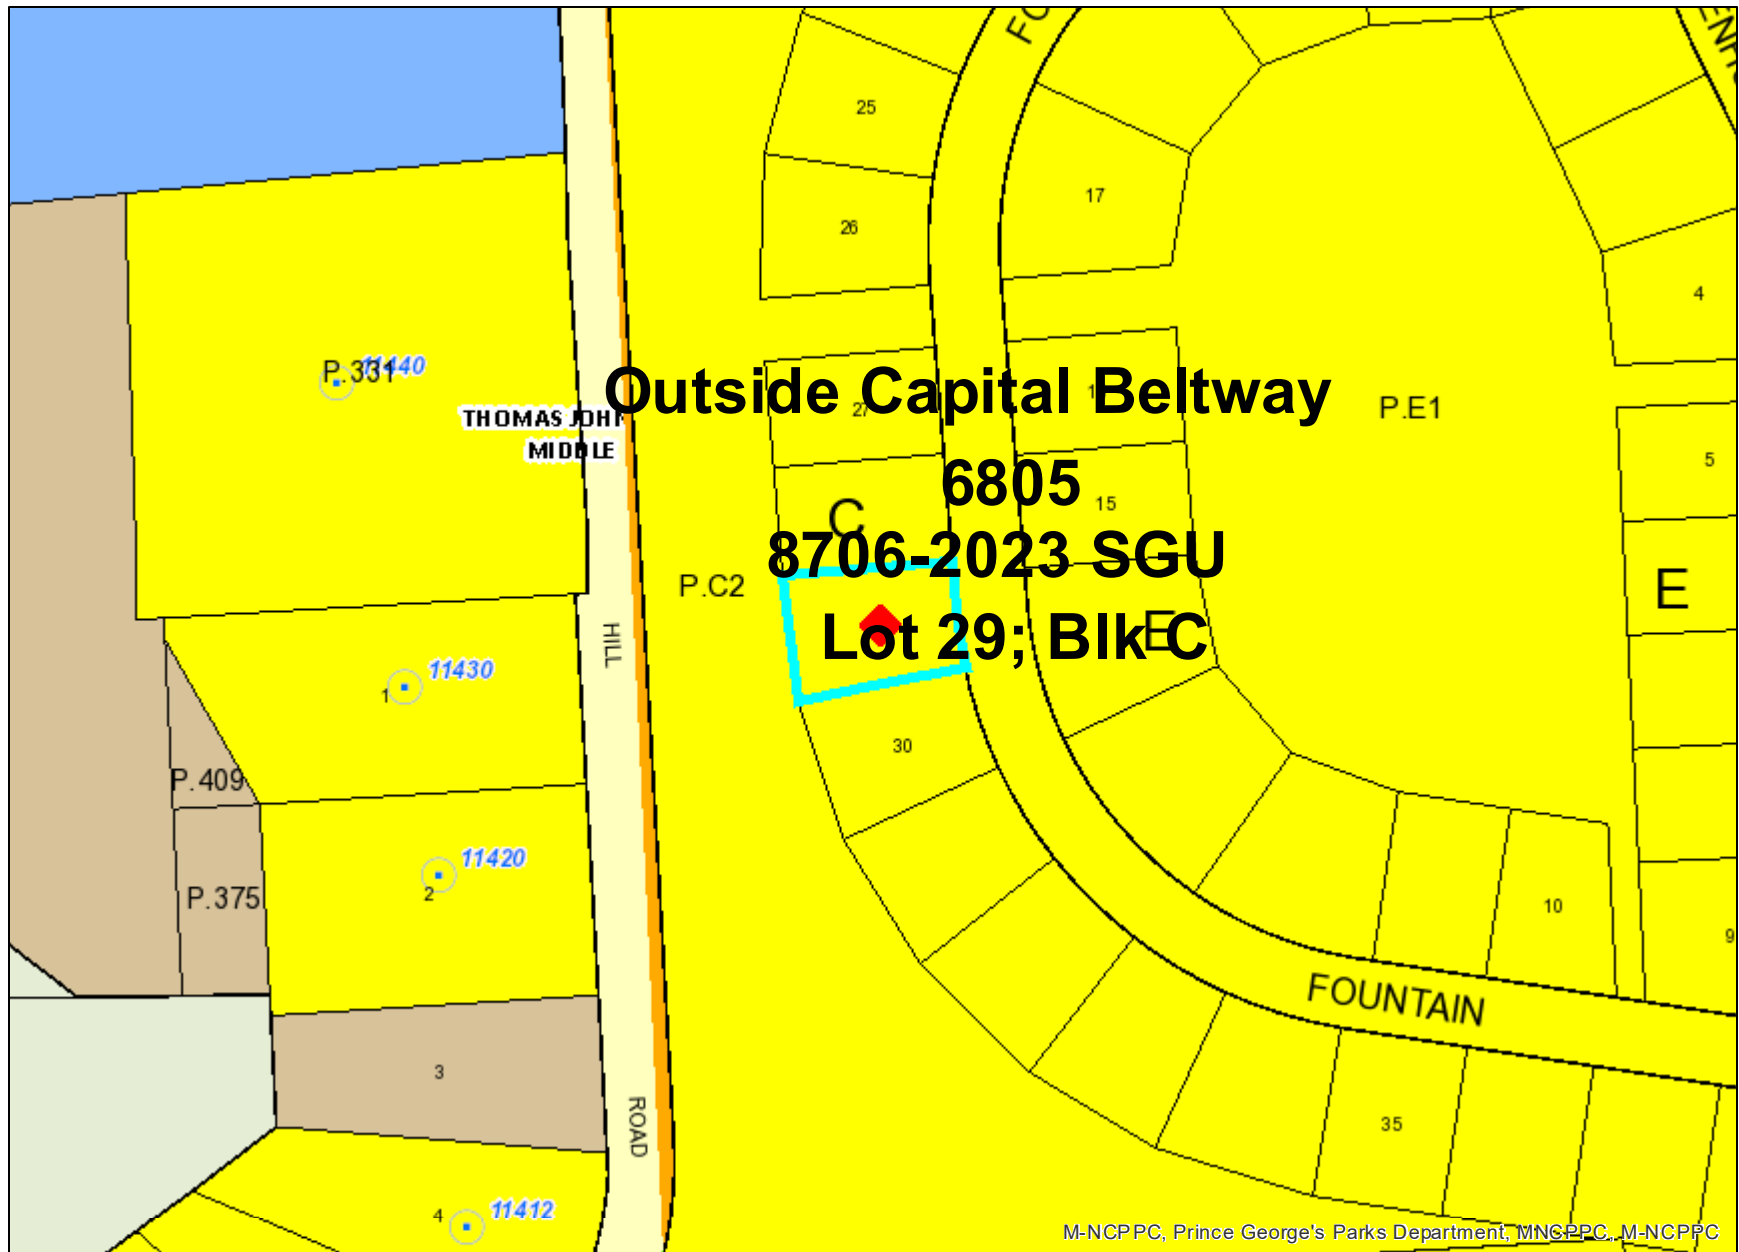 FO
25
17
26
4
P.331
11440
Outside Capital Beltway
THOMAS JOH
MIDDLE
27
P.E1
5
6805
C
15
8706-2023 SGU
P.C2
E
E
Lot 29; Blk C
HILL
11430
1
30
P.409
11420
2
P.375
10
9
FOUNTAIN
3
35
ROAD
4
11412
M-NCPPC, Prince George's Parks Department, MNCPPC, M-NCPPC